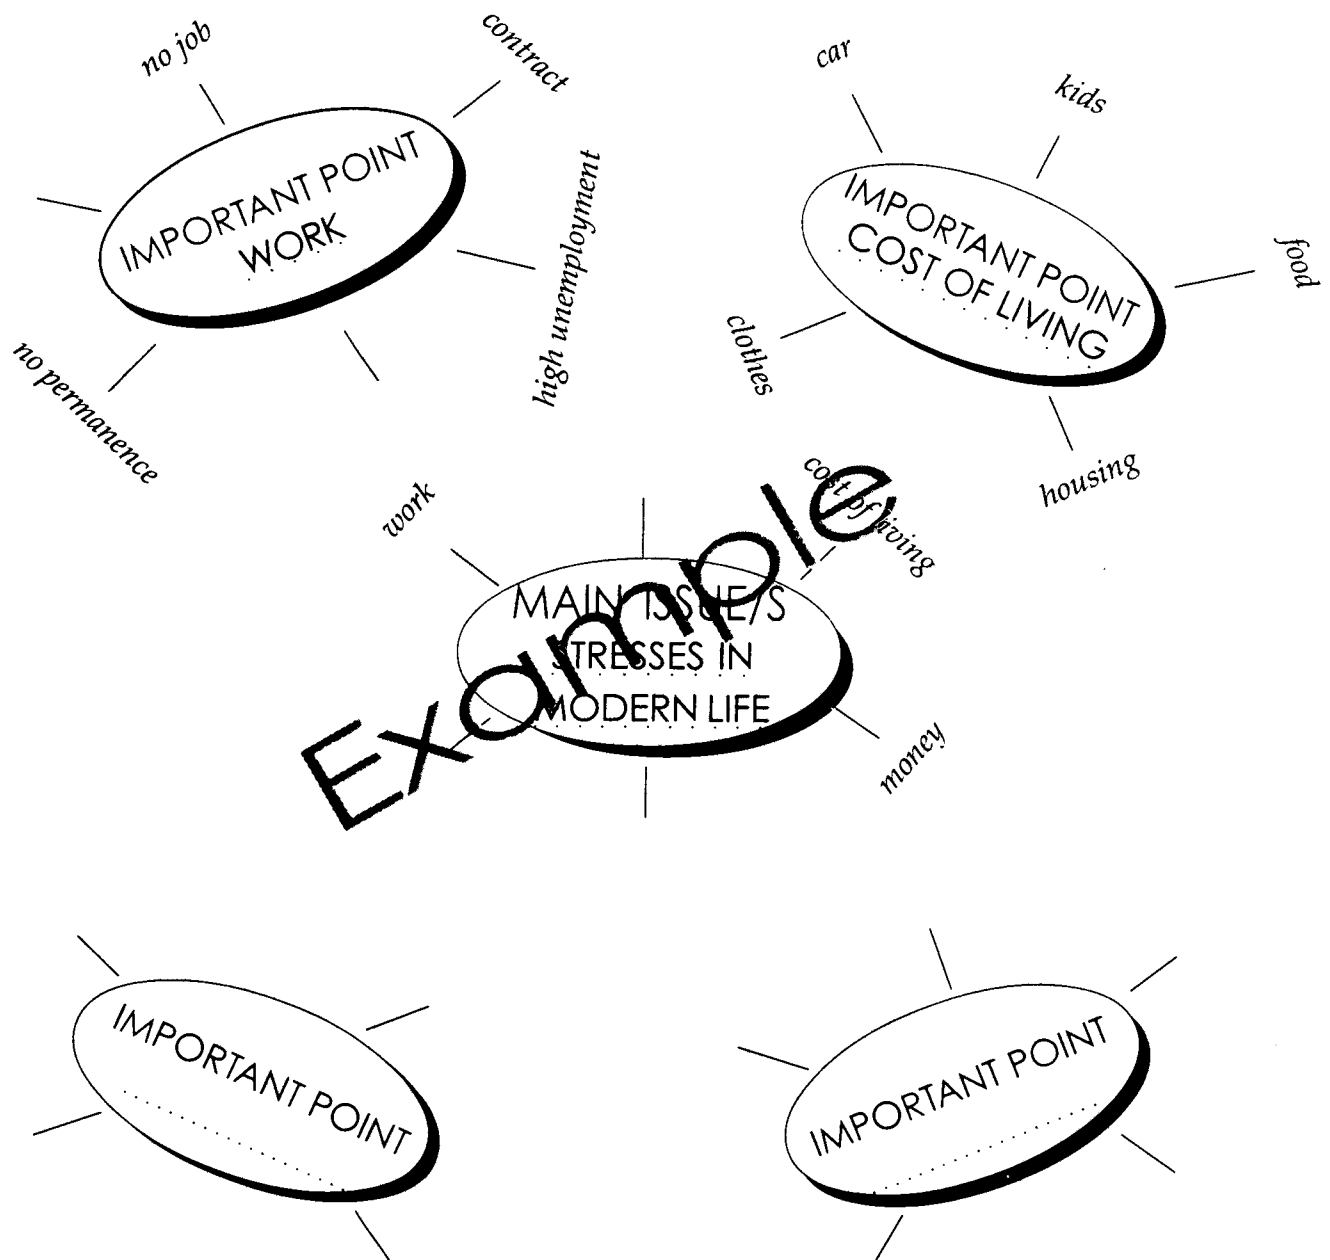 no job
contract
IMPORTANT POINT
WORK
high unemployment
no permanence
car
kids
IMPORTANT POINT
COST OF LIVING
food
clothes
housing
work
cost of living
MAIN ISSUE/S
STRESSES IN
MODERN LIFE
Example
money
IMPORTANT POINT
IMPORTANT POINT